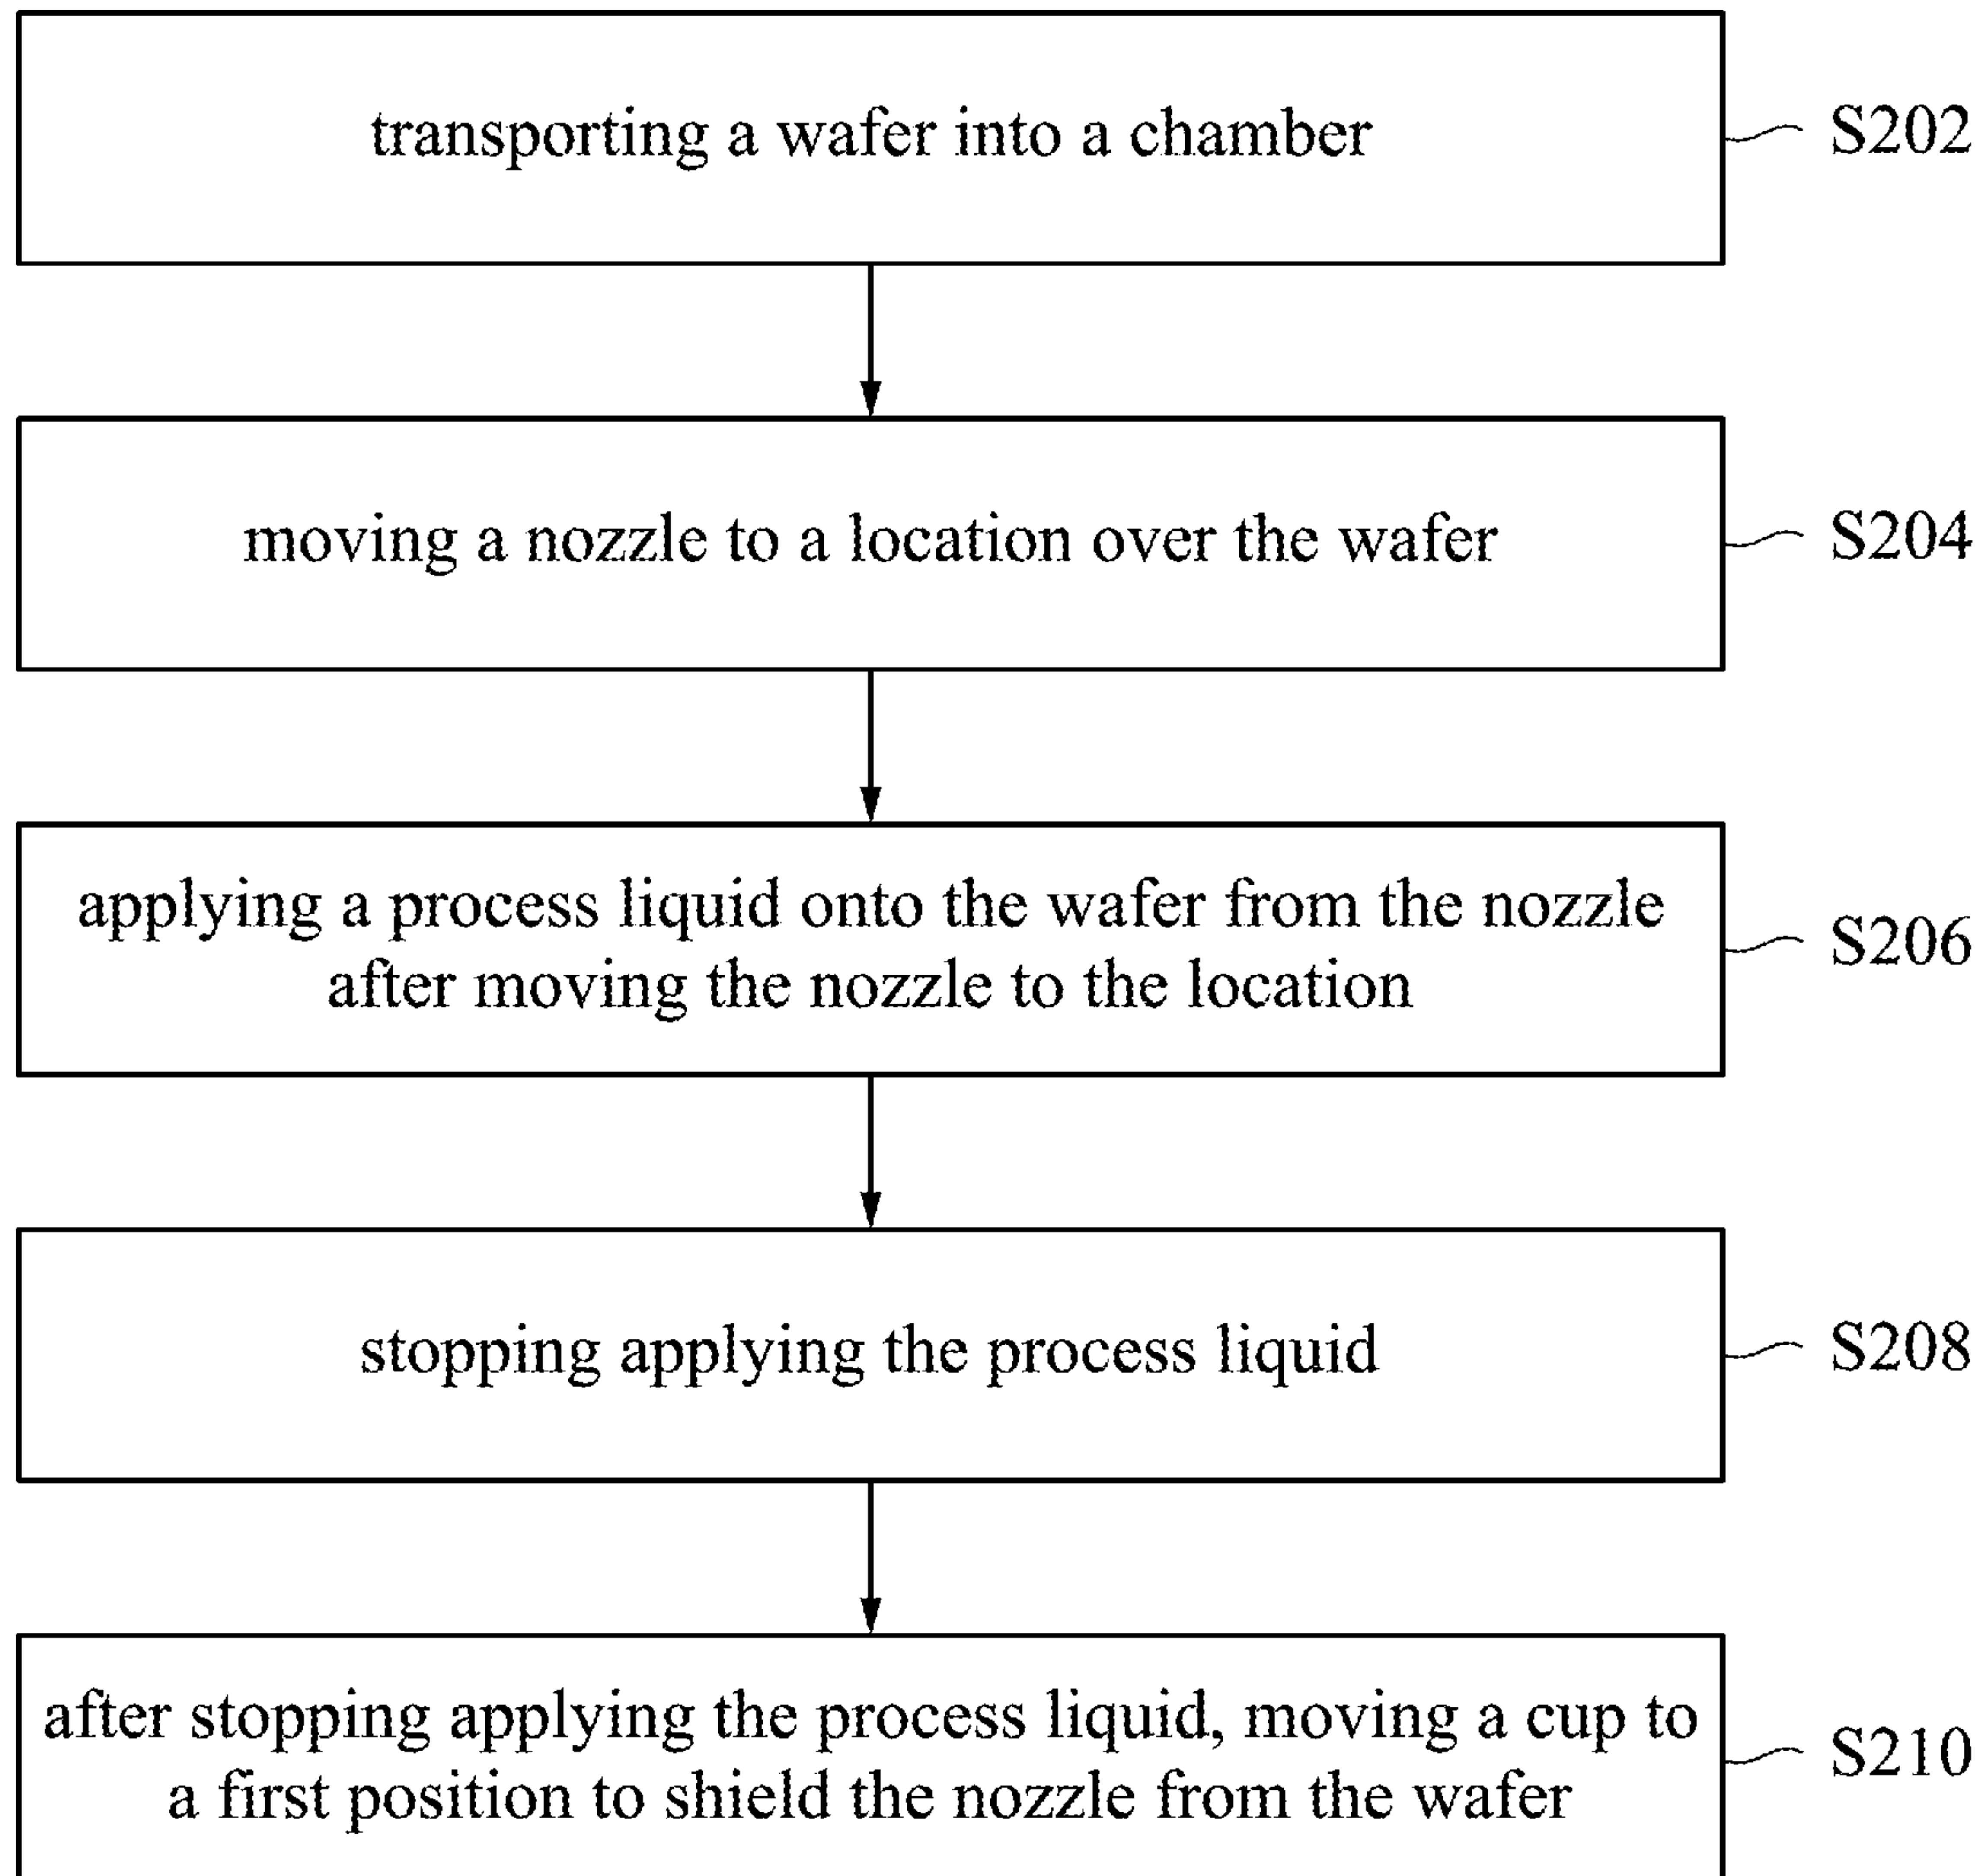 transporting a wafer into a chamber
S202
moving a nozzle to a location over the wafer
S204
applying a process liquid onto the wafer from the nozzle
after moving the nozzle to the location
S206
stopping applying the process liquid
S208
after stopping applying the process liquid, moving a cup to
a first position to shield the nozzle from the wafer
S210